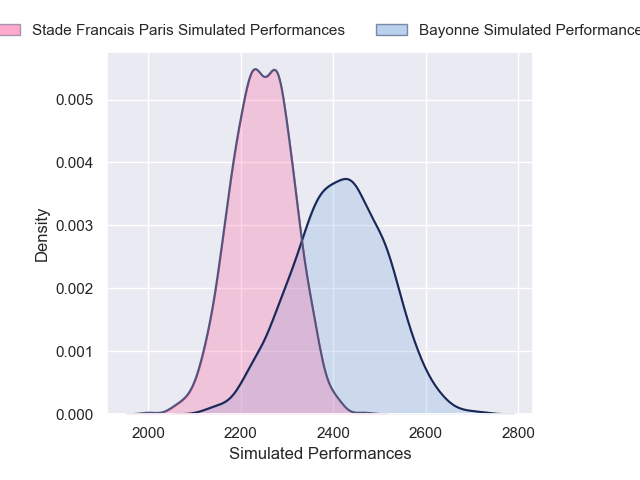 Stade Francais Paris Simulated Performances
Bayonne Simulated Performance
0.005
0.004
0.003
0.002
0.001
0.000
Density
2000
2200
2400
2600
2800
Simulated Performances